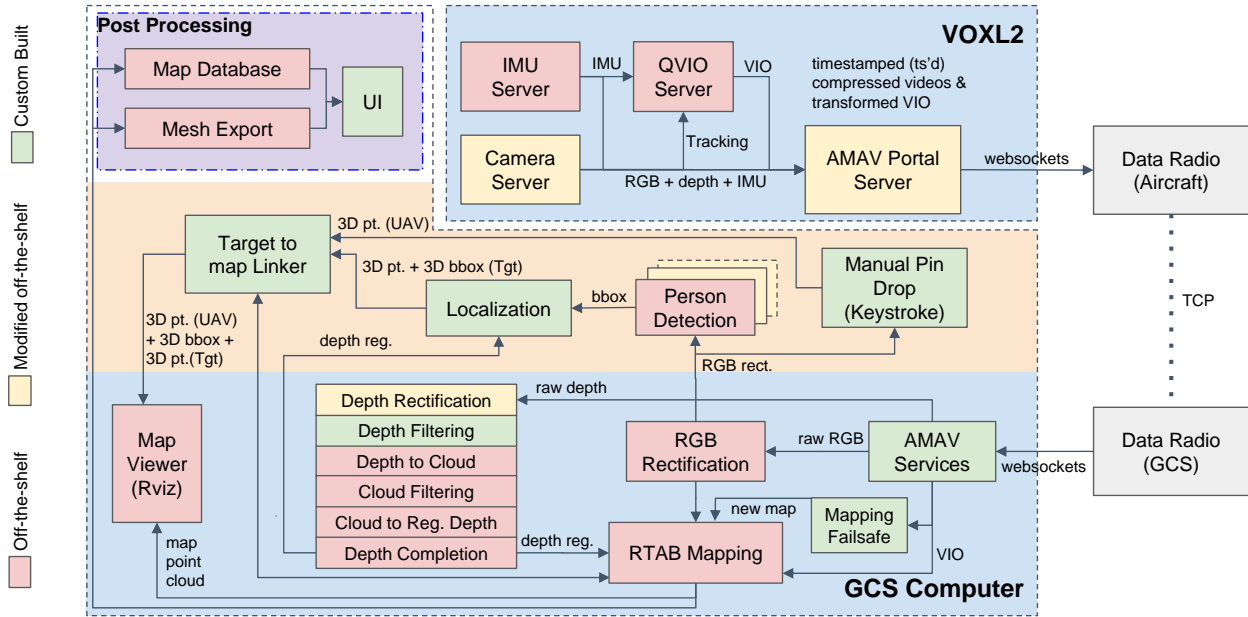 Custom Built
Modified off-the-shelf
Off-the-shelf
Post Processing
Map Database
Mesh Export
UI
VOXL2
IMU
Server
IMU
QVIO
Server
VIO
timestamped (ts'd)
compressed videos &
transformed VIO
Tracking
Camera
Server
RGB + depth + IMU
AMAV Portal
Server
websockets
Data Radio
(Aircraft)
TCP
3D pt. (UAV)
Target to
map Linker
3D pt. + 3D bbox (Tgt)
Localization
bbox
Person
Detection
Manual Pin
Drop
(Keystroke)
3D pt. (UAV)
+ 3D bbox +
3D pt.(Tgt)
depth reg.
RGB rect.
raw depth
Depth Rectification
Depth Filtering
Depth to Cloud
Cloud Filtering
Cloud to Reg. Depth
Depth Completion
Map
Viewer
(Rviz)
RGB
Rectification
raw RGB
AMAV
Services
websockets
Data Radio
(GCS)
new map
Mapping
Failsafe
depth reg.
RTAB Mapping
VIO
map
point
cloud
GCS Computer